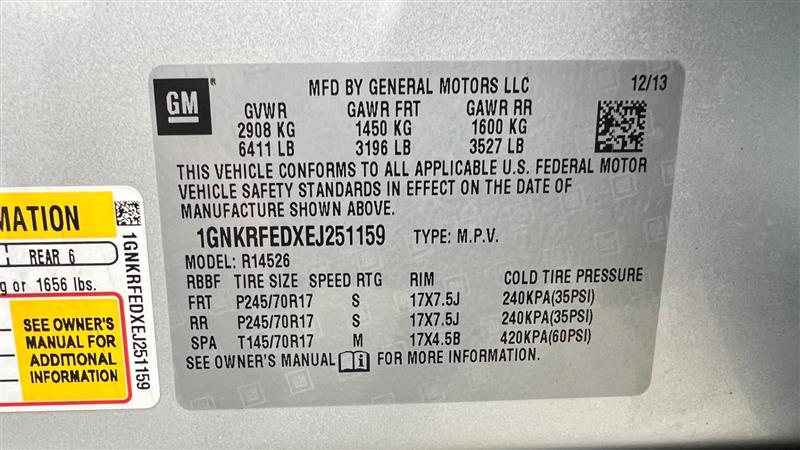 GM ®
MFD BY GENERAL MOTORS LLC 12/13
GVWR GAWR FRT GAWR RR
2908 KG 1450 KG 1600 KG
6411 LB 3196 LB 3527 LB
THIS VEHICLE CONFORMS TO ALL APPLICABLE U.S. FEDERAL MOTOR
VEHICLE SAFETY STANDARDS IN EFFECT ON THE DATE OF
MANUFACTURE SHOWN ABOVE.
1GNKRFEDXEJ251159 TYPE: M.P.V.
MODEL: R14526
RBBF TIRE SIZE SPEED RTG RIM COLD TIRE PRESSURE
FRT P245/70R17 S 17X7.5J 240KPA(35PSI)
RR P245/70R17 S 17X7.5J 240KPA(35PSI)
SPA T145/70R17 M 17X4.5B 420KPA(60PSI)
SEE OWNER'S MANUAL FOR MORE INFORMATION.
MATION
REAR 6
g or 1656 lbs.
SEE OWNER'S
MANUAL FOR
ADDITIONAL
INFORMATION
1GNKRFEDXEJ251159